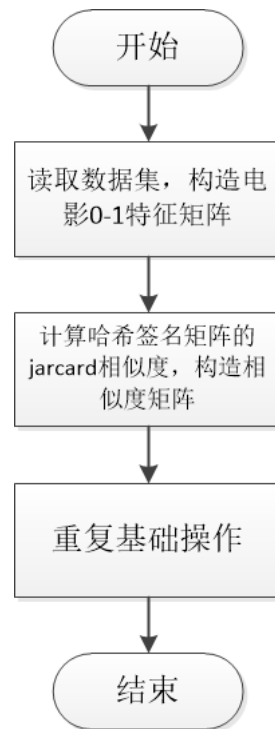 开始
读取数据集，构造电
影0-1特征矩阵
计算哈希签名矩阵的
jarcard相似度，构造相
似度矩阵
重复基础操作
结束